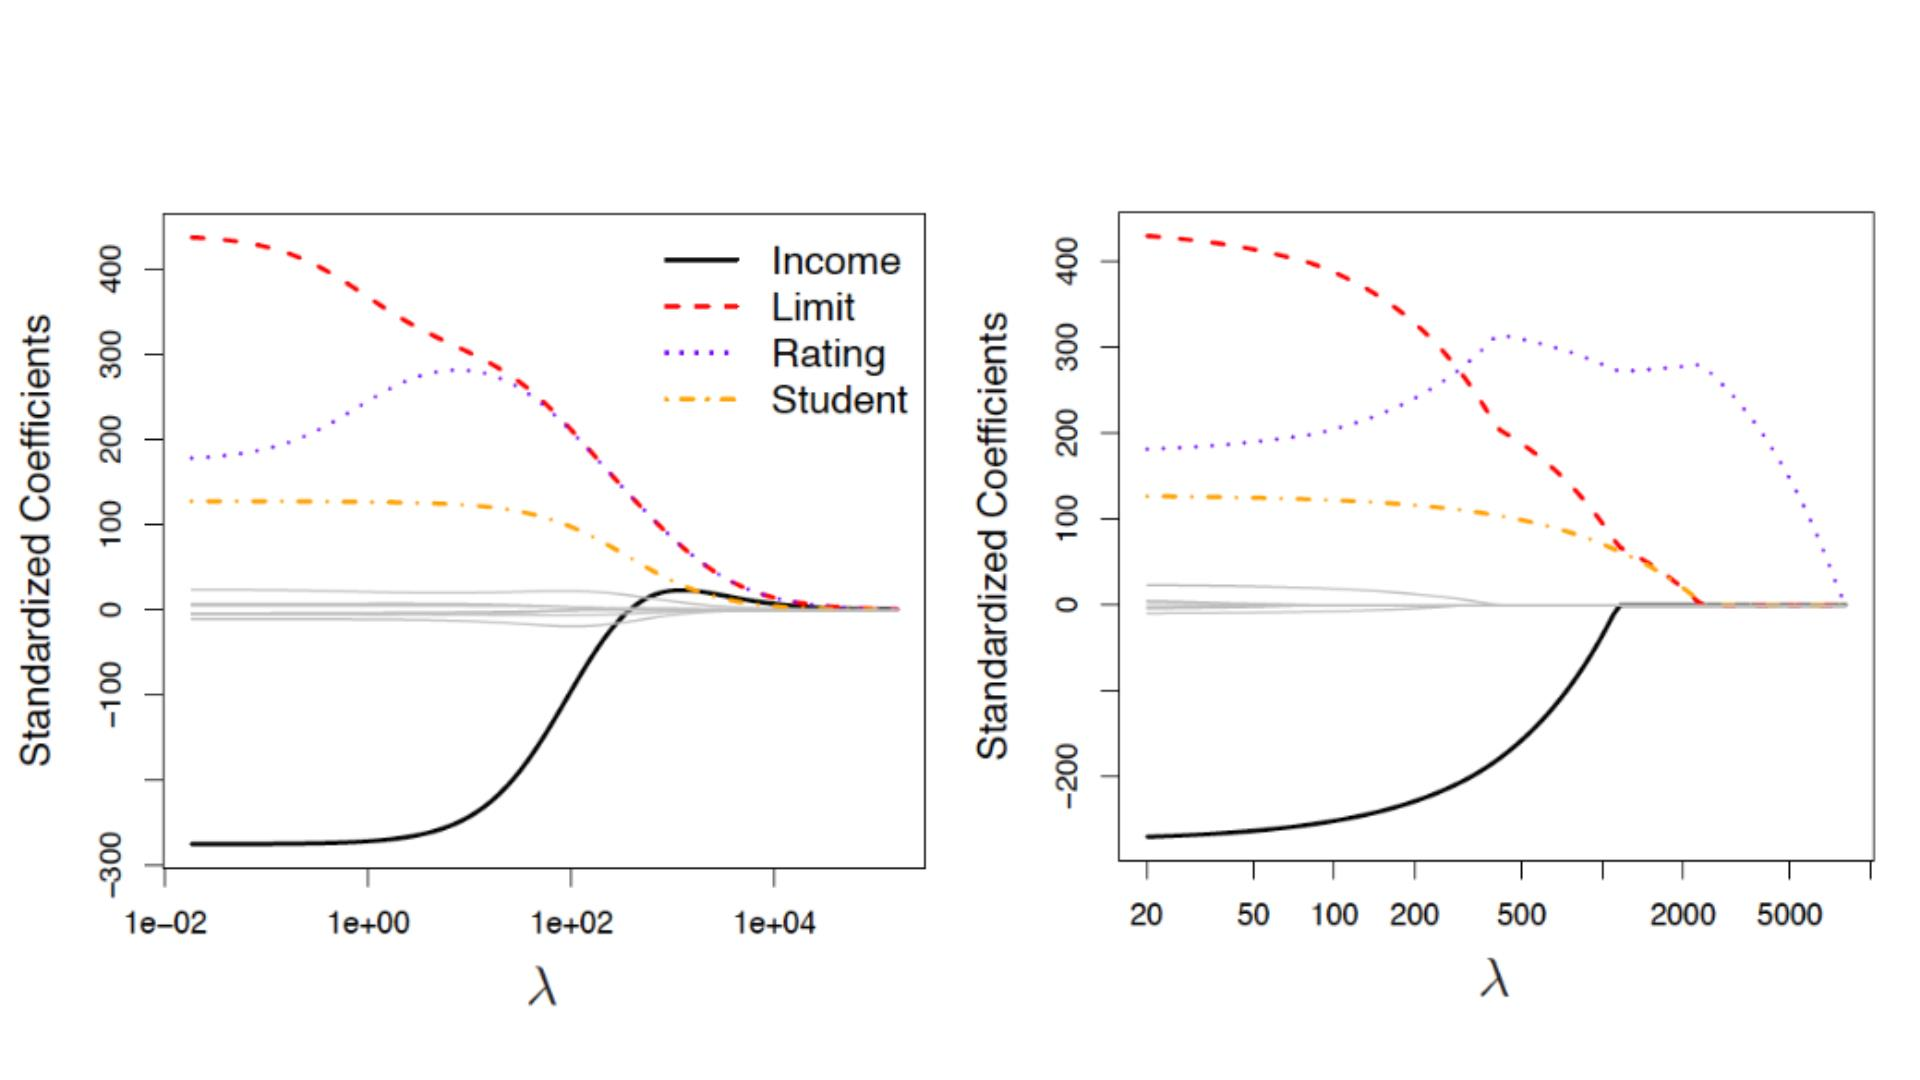 Standardized Coefficients
400
300
200
100
0
−100
−300
Income
Limit
Rating
Student
1e−02 1e+00 1e+02 1e+04
λ
Standardized Coefficients
400
300
200
100
0
−200
20 50 100 200 500 2000 5000
λ